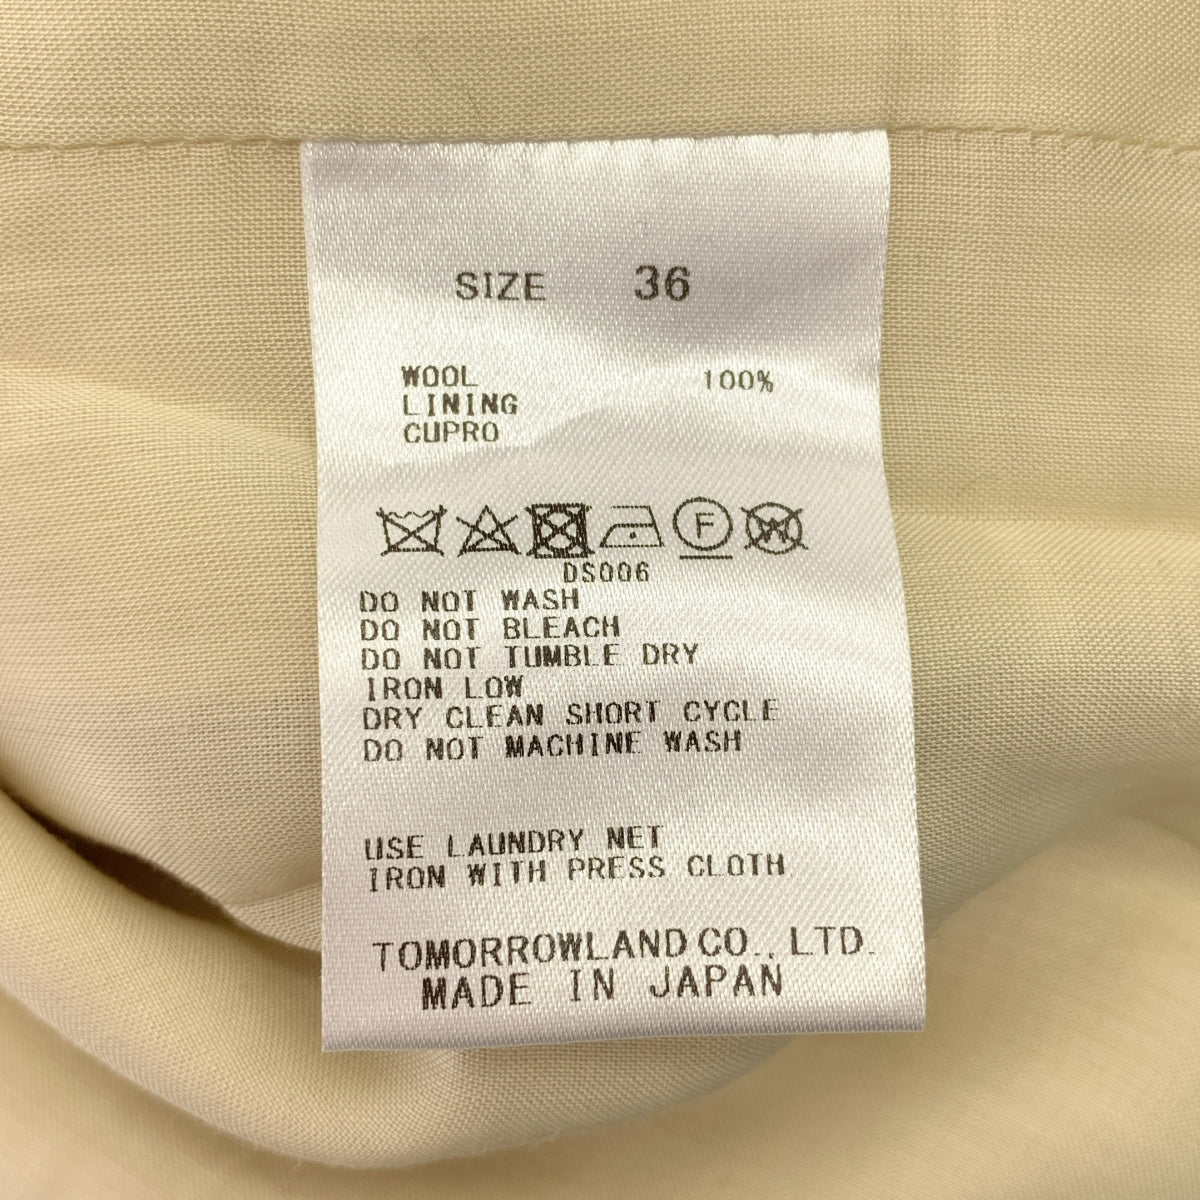 SIZE 36
WOOL 100%
LINING
CUPRO
F W
DS006
DO NOT WASH
DO NOT BLEACH
DO NOT TUMBLE DRY
IRON LOW
DRY CLEAN SHORT CYCLE
DO NOT MACHINE WASH
USE LAUNDRY NET
IRON WITH PRESS CLOTH
TOMORROWLAND CO., LTD.
MADE IN JAPAN